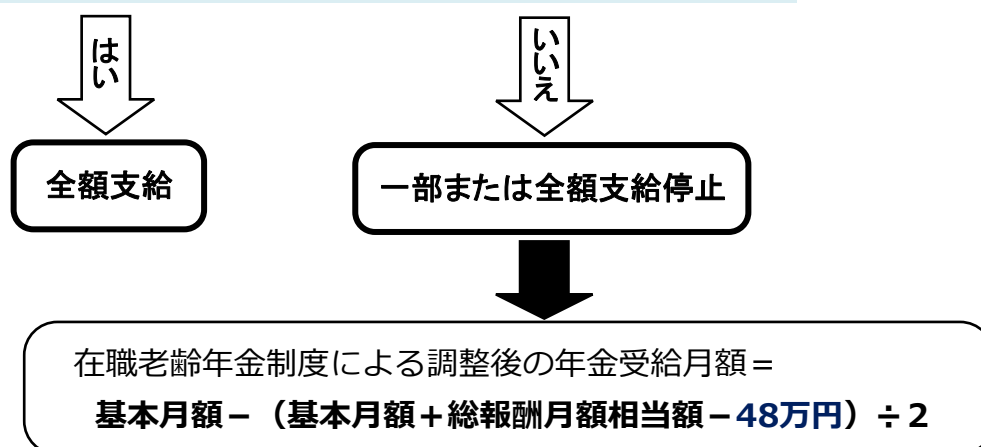 はい
いいえ
全額支給
一部または全額支給停止
在職老齢年金制度による調整後の年金受給月額＝
基本月額－（基本月額＋総報酬月額相当額－48万円）÷２